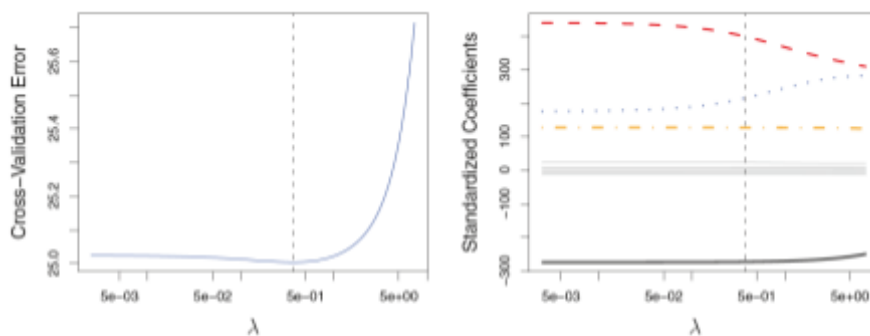 Cross−Validation Error
25.0 25.2 25.4 25.6
5e−03 5e−02 5e−01 5e+00
λ
Standardized Coefficients
−300 −100 0 100 300
5e−03 5e−02 5e−01 5e+00
λ